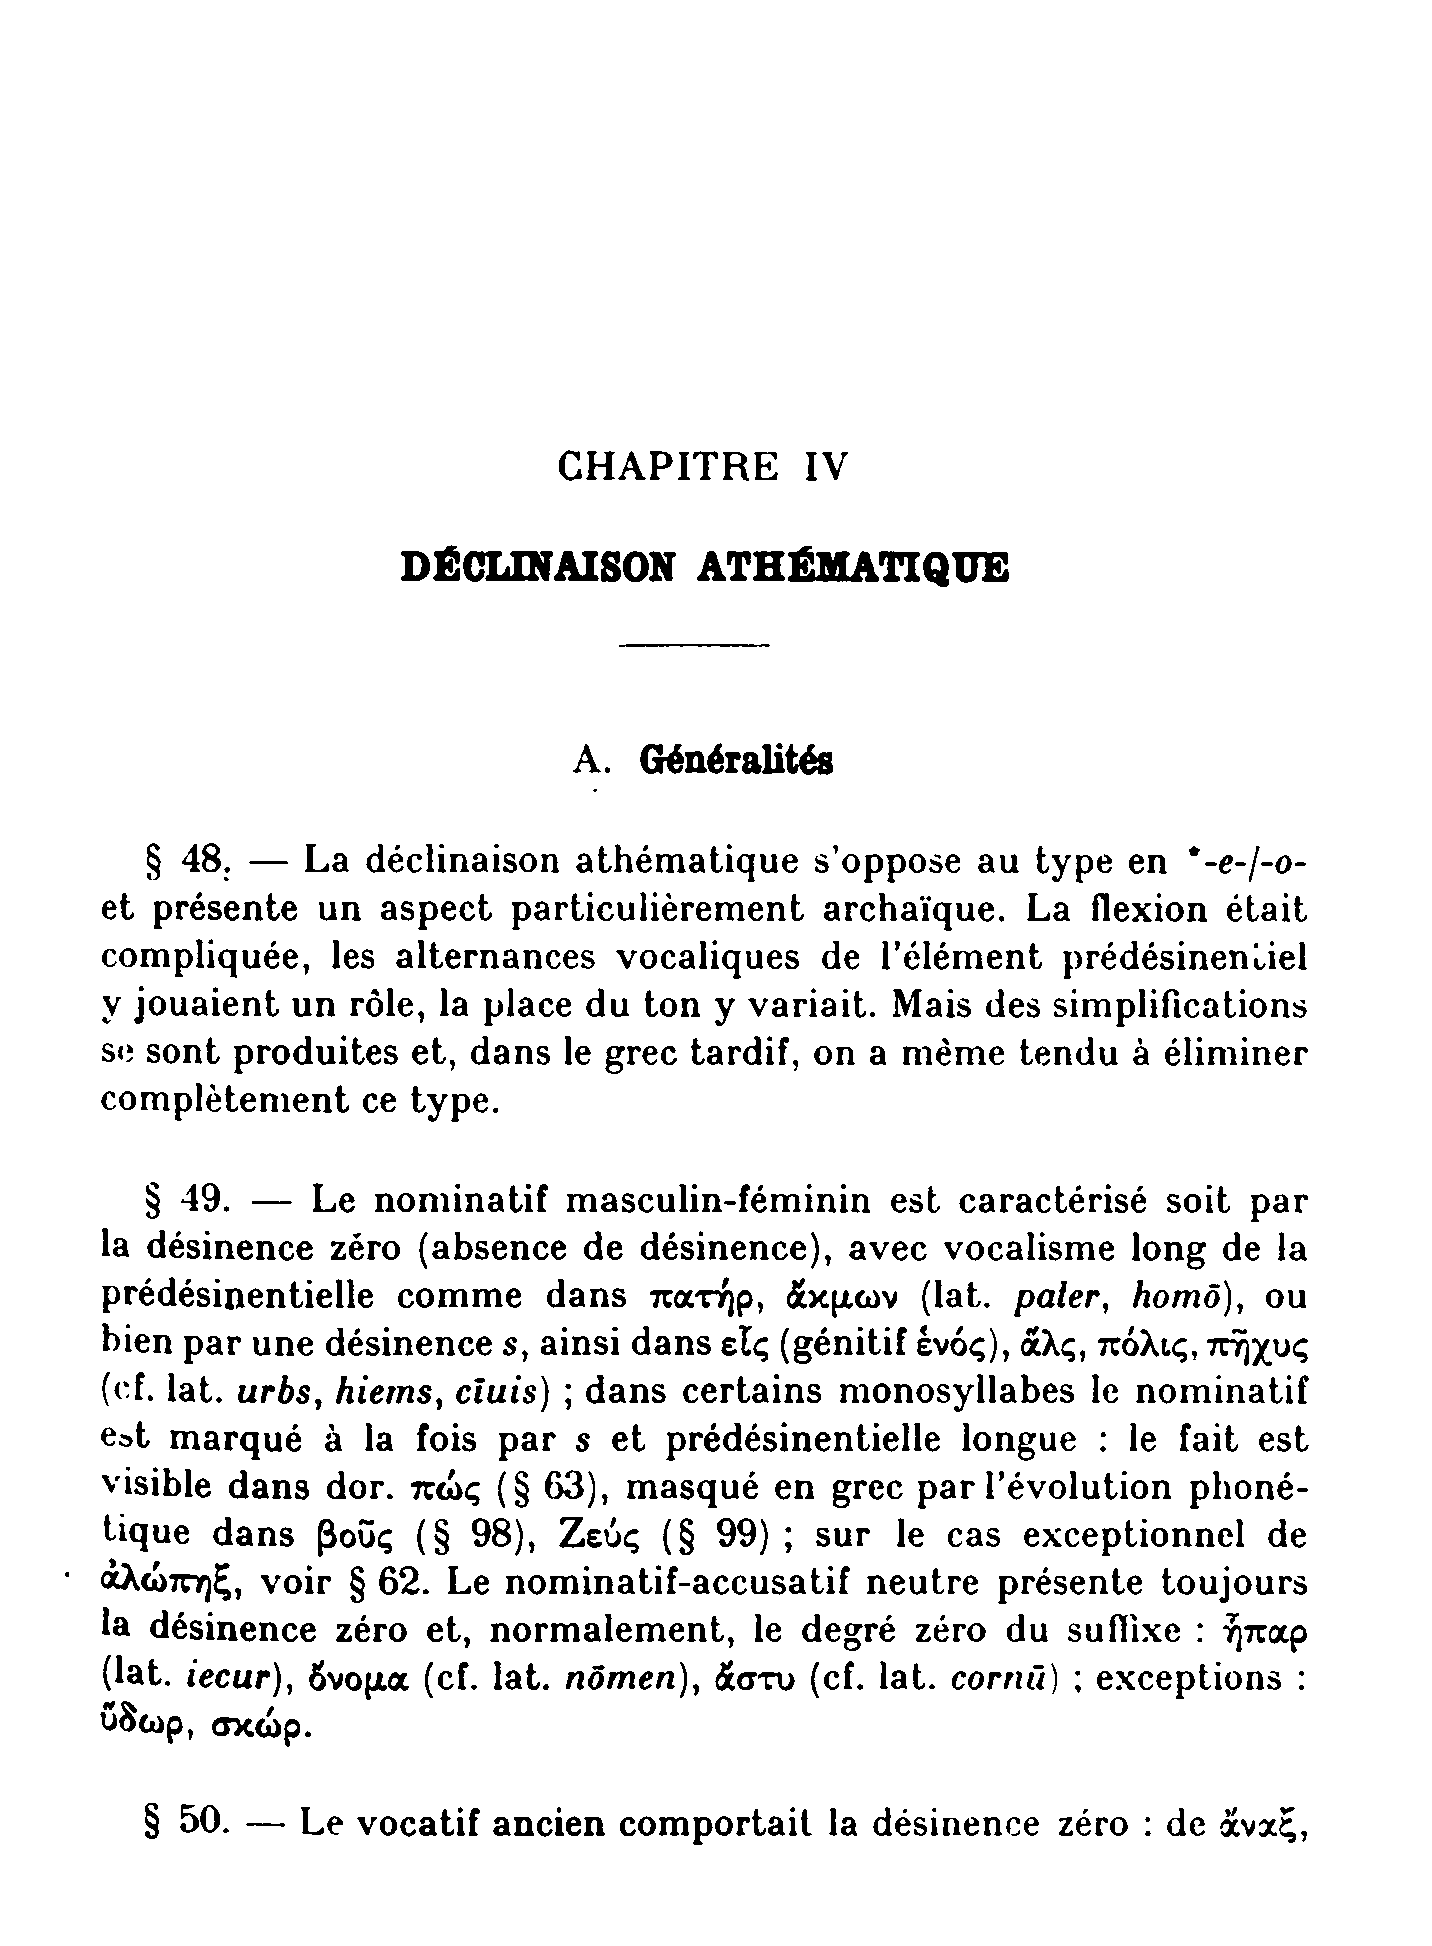 CHAPITRE IV
DÉCLINAISON ATHÉMATIQUE
A. Généralités
§ 48. — La déclinaison athématique s'oppose au type en *-e-/-o-
et présente un aspect particulièrement archaïque. La flexion était
compliquée, les alternances vocaliques de l'élément prédésinentiel
y jouaient un rôle, la place du ton y variait. Mais des simplifications
se sont produites et, dans le grec tardif, on a même tendu à éliminer
complètement ce type.
§ 49. — Le nominatif masculin-féminin est caractérisé soit par
la désinence zéro (absence de désinence), avec vocalisme long de la
prédésinentielle comme dans πατήρ, ἄκμων (lat. pater, homō), ou
bien par une désinence s, ainsi dans εἶς (génitif ἑνός), ἅλς, πόλις, πῆχυς
(cf. lat. urbs, hiems, cīuis) ; dans certains monosyllabes le nominatif
est marqué à la fois par s et prédésinentielle longue : le fait est
visible dans dor. πώς (§ 63), masqué en grec par l'évolution phoné-
tique dans βοῦς (§ 98), Ζεύς (§ 99) ; sur le cas exceptionnel de
ἀλώπηξ, voir § 62. Le nominatif-accusatif neutre présente toujours
la désinence zéro et, normalement, le degré zéro du suffixe : ἧπαρ
(lat. iecur), ὄνομα (cf. lat. nōmen), ἄστυ (cf. lat. cornū) ; exceptions :
ὕδωρ, σκώρ.
§ 50. — Le vocatif ancien comportait la désinence zéro : de ἄναξ,